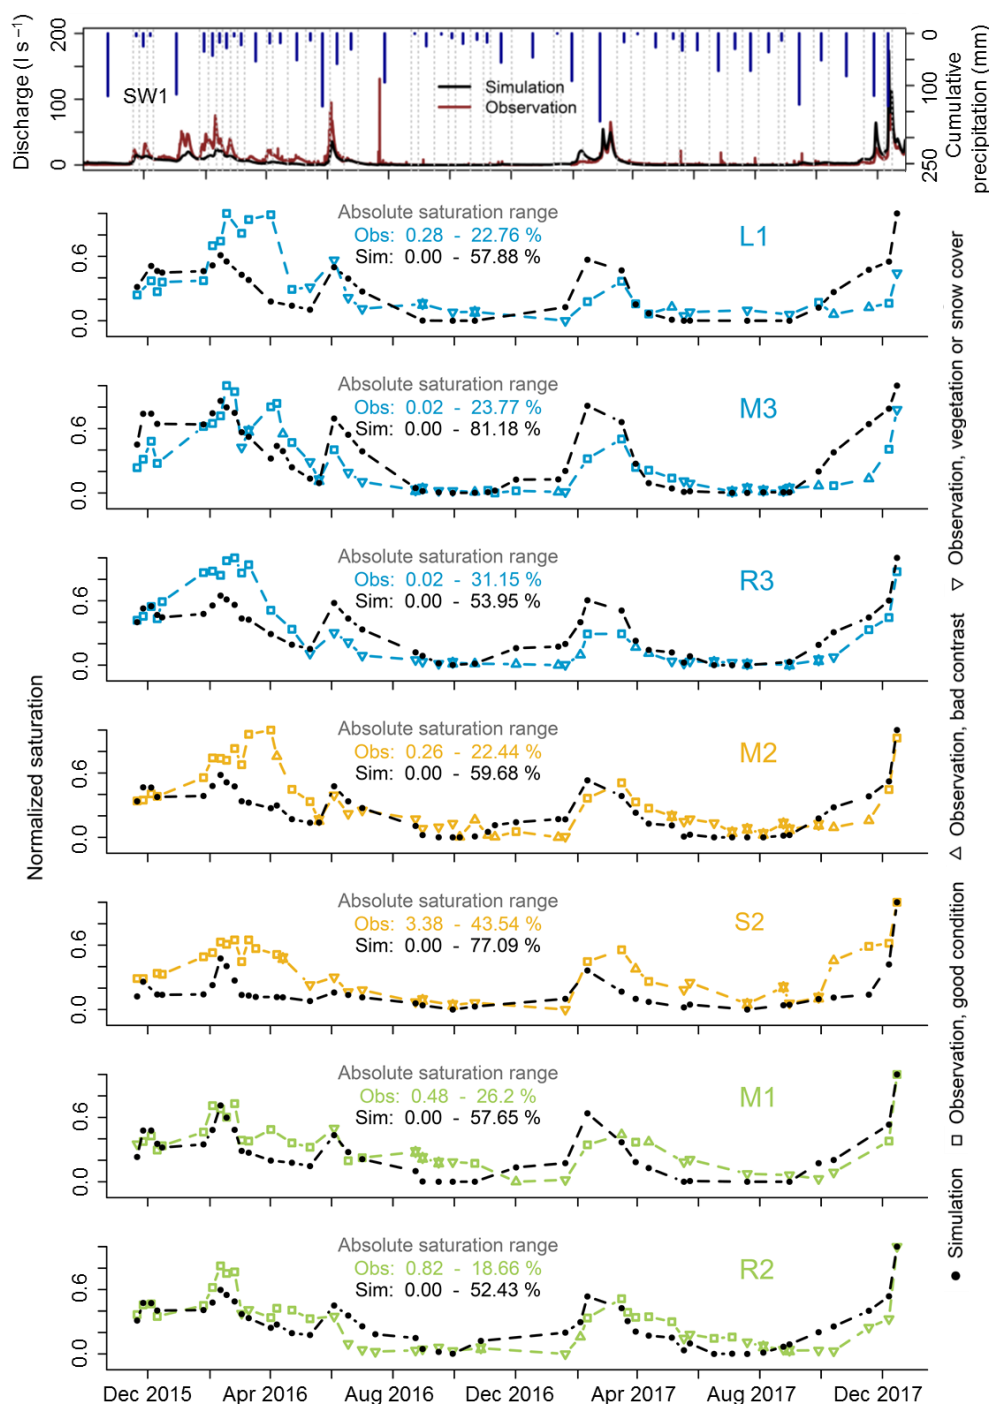 Discharge (l s⁻¹)
200
100
0
SW1
Simulation
Observation
0
100
250
Cumulative
precipitation (mm)
Normalized saturation
Absolute saturation range
Obs: 0.28 - 22.76 %
Sim: 0.00 - 57.88 %
L1
0.6
0.0
Absolute saturation range
Obs: 0.02 - 23.77 %
Sim: 0.00 - 81.18 %
M3
0.6
0.0
Absolute saturation range
Obs: 0.02 - 31.15 %
Sim: 0.00 - 53.95 %
R3
0.6
0.0
Absolute saturation range
Obs: 0.26 - 22.44 %
Sim: 0.00 - 59.68 %
M2
0.6
0.0
Absolute saturation range
Obs: 3.38 - 43.54 %
Sim: 0.00 - 77.09 %
S2
0.6
0.0
Absolute saturation range
Obs: 0.48 - 26.2 %
Sim: 0.00 - 57.65 %
M1
0.6
0.0
Absolute saturation range
Obs: 0.82 - 18.66 %
Sim: 0.00 - 52.43 %
R2
0.6
0.0
Dec 2015 Apr 2016 Aug 2016 Dec 2016 Apr 2017 Aug 2017 Dec 2017
● Simulation □ Observation, good condition △ Observation, bad contrast ▽ Observation, vegetation or snow cover